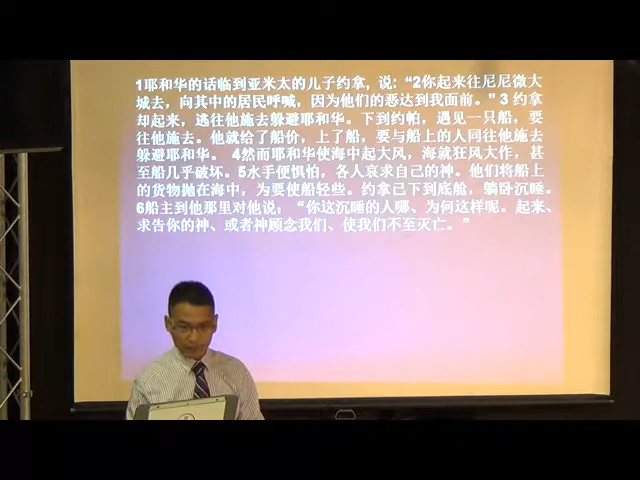 1耶和华的话临到亚米太的儿子约拿, 说: “2你起来往尼尼微大
城去，向其中的居民呼喊，因为他们的恶达到我面前。” 3 约拿
却起来，逃往他施去躲避耶和华。下到约帕，遇见一只船，要
往他施去。他就给了船价，上了船，要与船上的人同往他施去
躲避耶和华。 4然而耶和华使海中起大风，海就狂风大作，甚
至船几乎破坏。5水手便惧怕，各人哀求自己的神。他们将船上
的货物抛在海中，为要使船轻些。约拿已下到底舱，躺卧沉睡。
6船主到他那里对他说；“你这沉睡的人哪、为何这样呢。起来、
求告你的神、或者神顾念我们、使我们不至灭亡。”